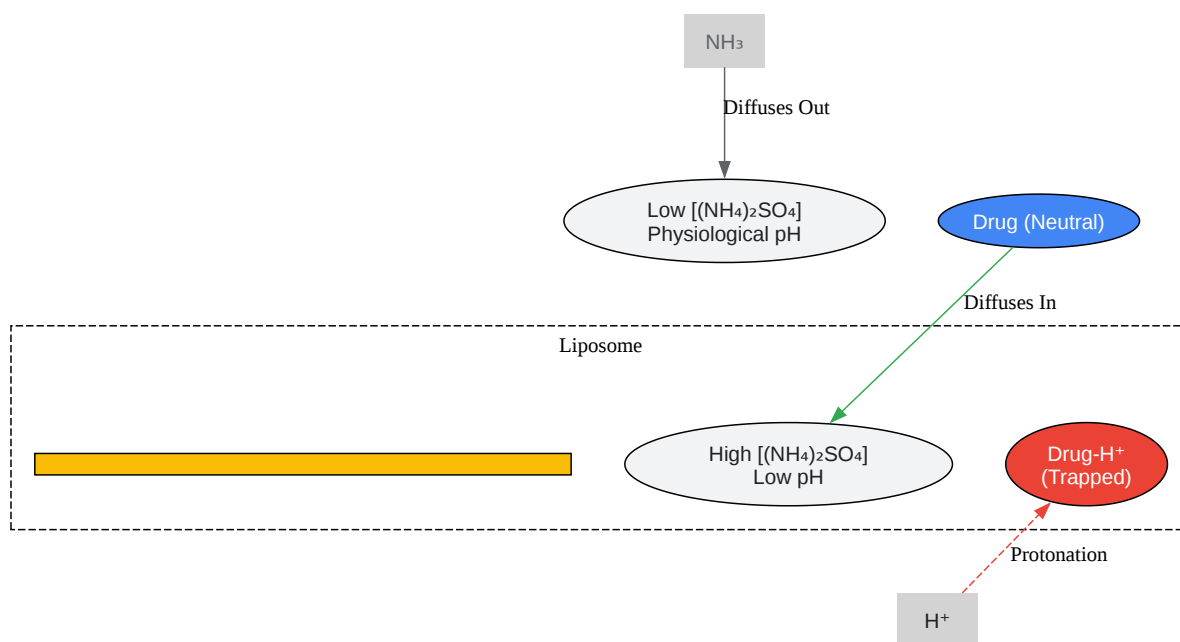 NH₃
Diffuses Out
Low [(NH₄)₂SO₄]
Physiological pH
Drug (Neutral)
Diffuses In
Liposome
High [(NH₄)₂SO₄]
Low pH
Drug-H⁺
(Trapped)
Protonation
H⁺